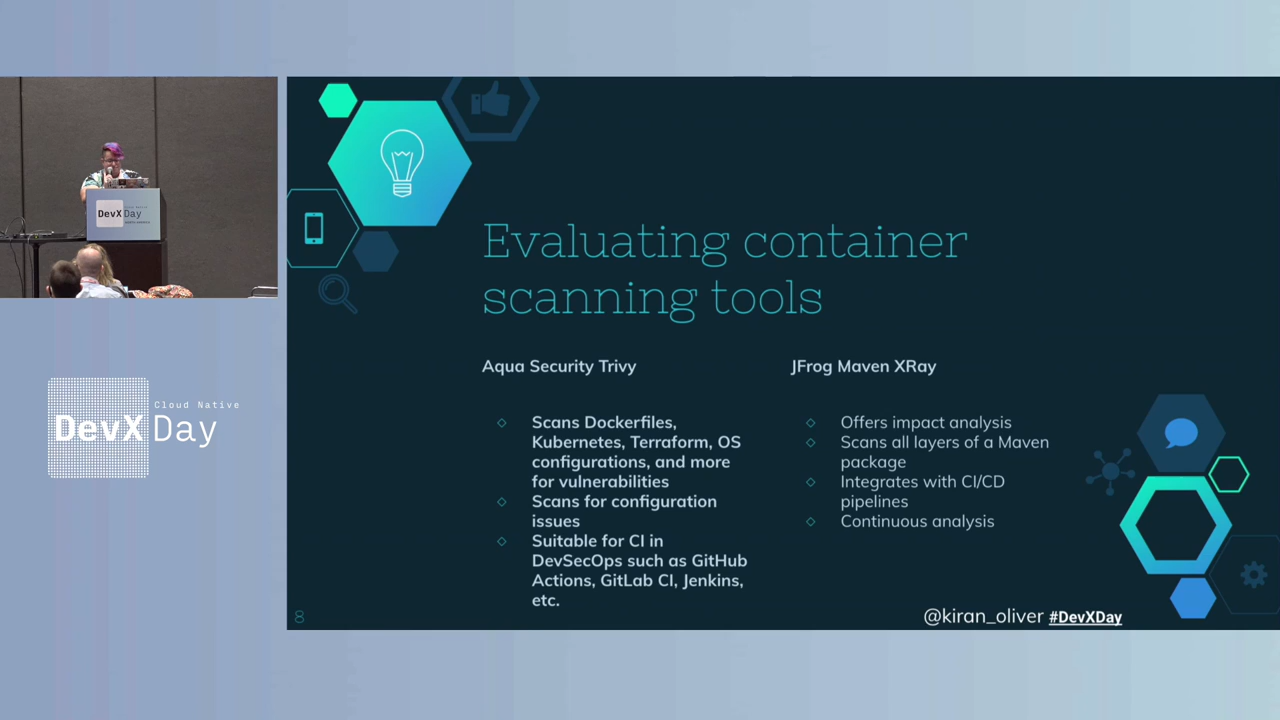 Evaluating container
scanning tools
Aqua Security Trivy
Scans Dockerfiles,
Kubernetes, Terraform, OS
configurations, and more
for vulnerabilities
Scans for configuration
issues
Suitable for CI in
DevSecOps such as GitHub
Actions, GitLab CI, Jenkins,
etc.
JFrog Maven XRay
Offers impact analysis
Scans all layers of a Maven
package
Integrates with CI/CD
pipelines
Continuous analysis
8
@kiran_oliver #DevXDay
DevX Day
Cloud Native
DevX Day